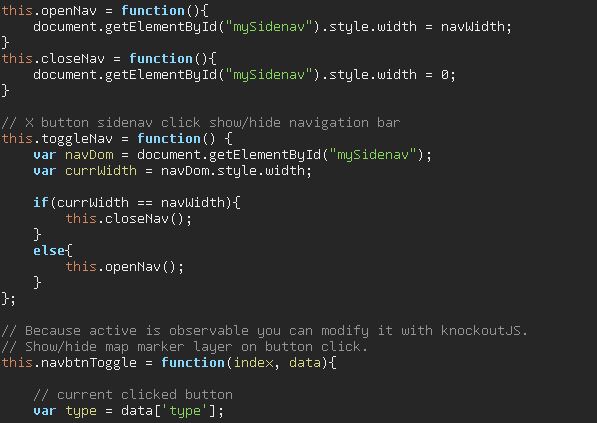 this.openNav = function(){
    document.getElementById("mySidenav").style.width = navWidth;
}
this.closeNav = function(){
    document.getElementById("mySidenav").style.width = 0;
}

// X button sidenav click show/hide navigation bar
this.toggleNav = function() {
    var navDom = document.getElementById("mySidenav");
    var currWidth = navDom.style.width;

    if(currWidth == navWidth){
        this.closeNav();
    }
    else{
        this.openNav();
    }
};

// Because active is observable you can modify it with knockoutJS.
// Show/hide map marker layer on button click.
this.navbtnToggle = function(index, data){

    // current clicked button
    var type = data['type'];